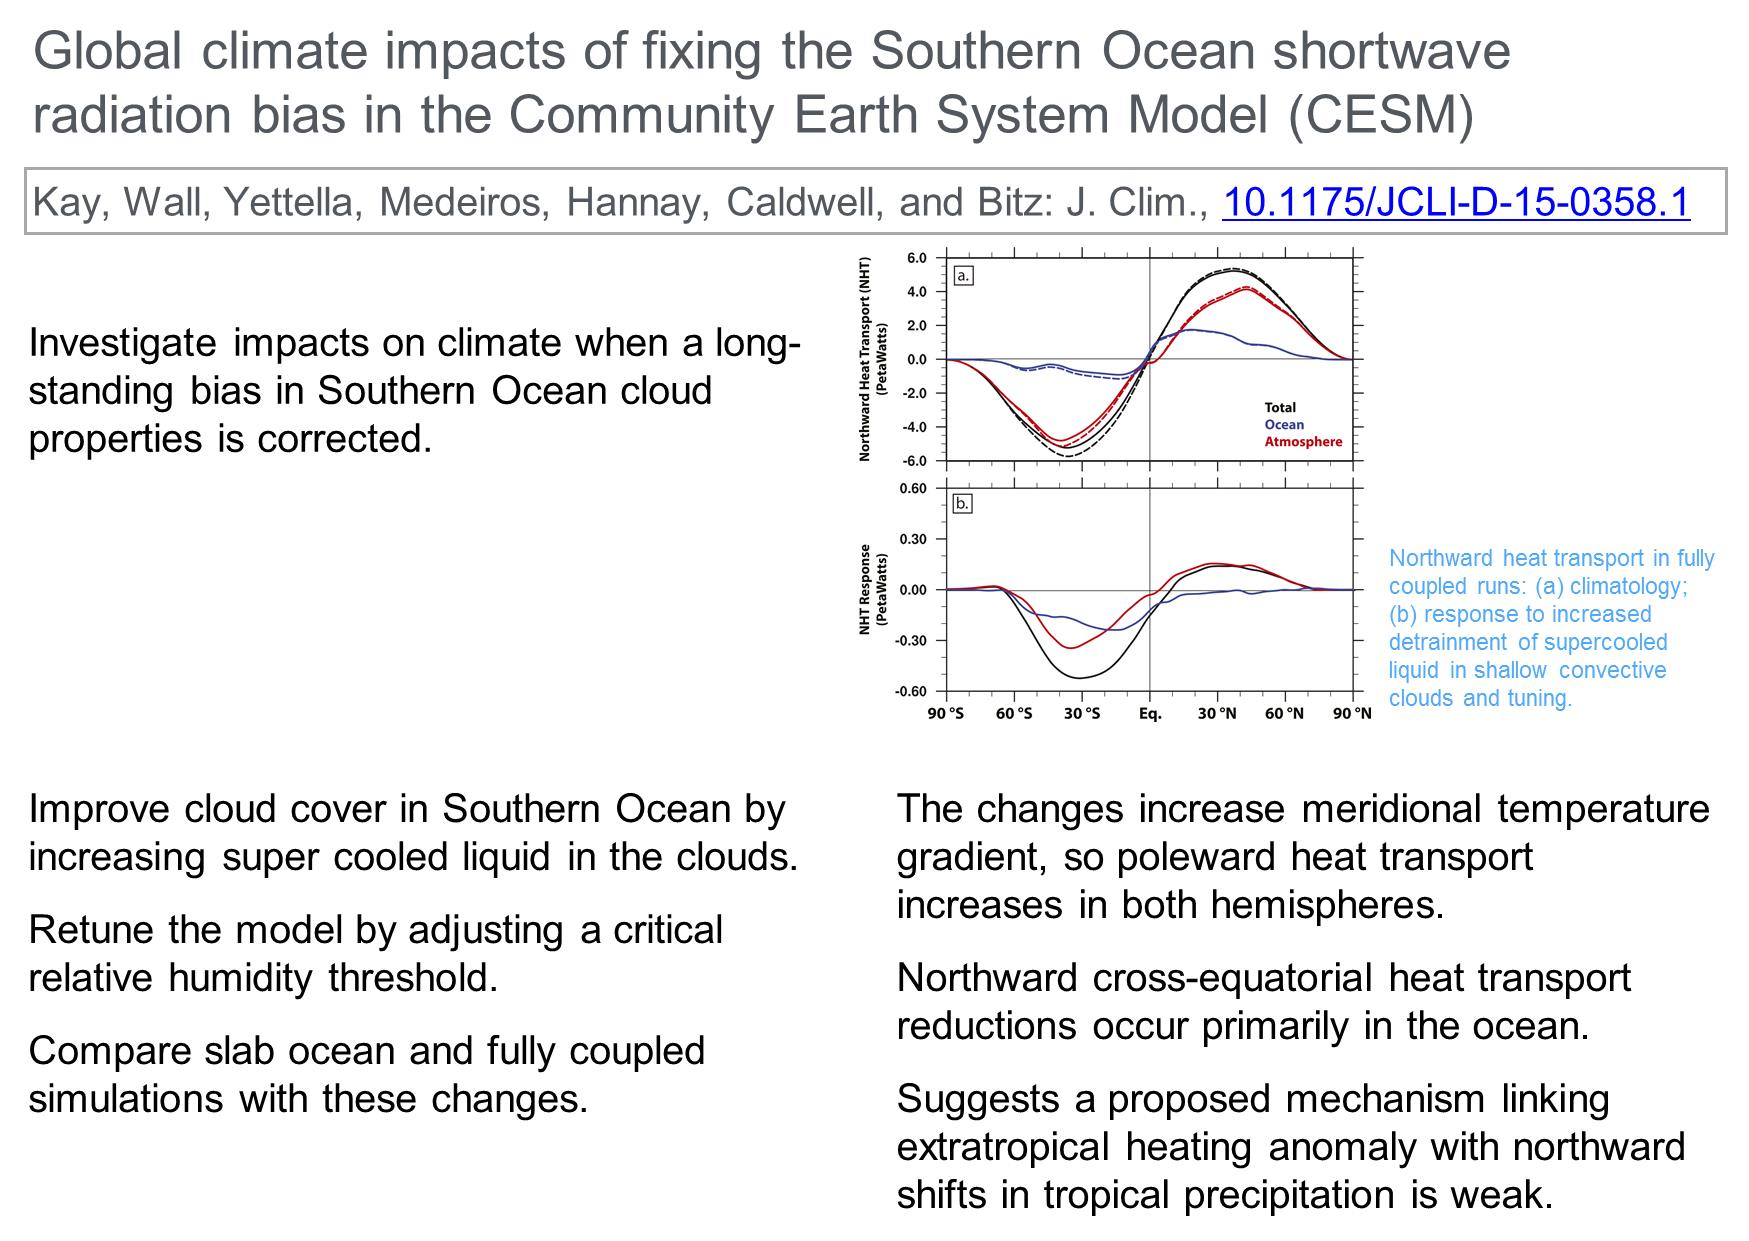 Global climate impacts of fixing the Southern Ocean shortwave
radiation bias in the Community Earth System Model (CESM)
Kay, Wall, Yettella, Medeiros, Hannay, Caldwell, and Bitz: J. Clim., 10.1175/JCLI-D-15-0358.1
Investigate impacts on climate when a long-
standing bias in Southern Ocean cloud
properties is corrected.
Northward Heat Transport (NHT)
(PetaWatts)
6.0
4.0
2.0
0.0
-2.0
-4.0
-6.0
a.
Total
Ocean
Atmosphere
NHT Response
(PetaWatts)
0.60
0.30
0.00
-0.30
-0.60
b.
90 °S 60 °S 30 °S Eq. 30 °N 60 °N 90 °N
Northward heat transport in fully
coupled runs: (a) climatology;
(b) response to increased
detrainment of supercooled
liquid in shallow convective
clouds and tuning.
Improve cloud cover in Southern Ocean by
increasing super cooled liquid in the clouds.
Retune the model by adjusting a critical
relative humidity threshold.
Compare slab ocean and fully coupled
simulations with these changes.
The changes increase meridional temperature
gradient, so poleward heat transport
increases in both hemispheres.
Northward cross-equatorial heat transport
reductions occur primarily in the ocean.
Suggests a proposed mechanism linking
extratropical heating anomaly with northward
shifts in tropical precipitation is weak.